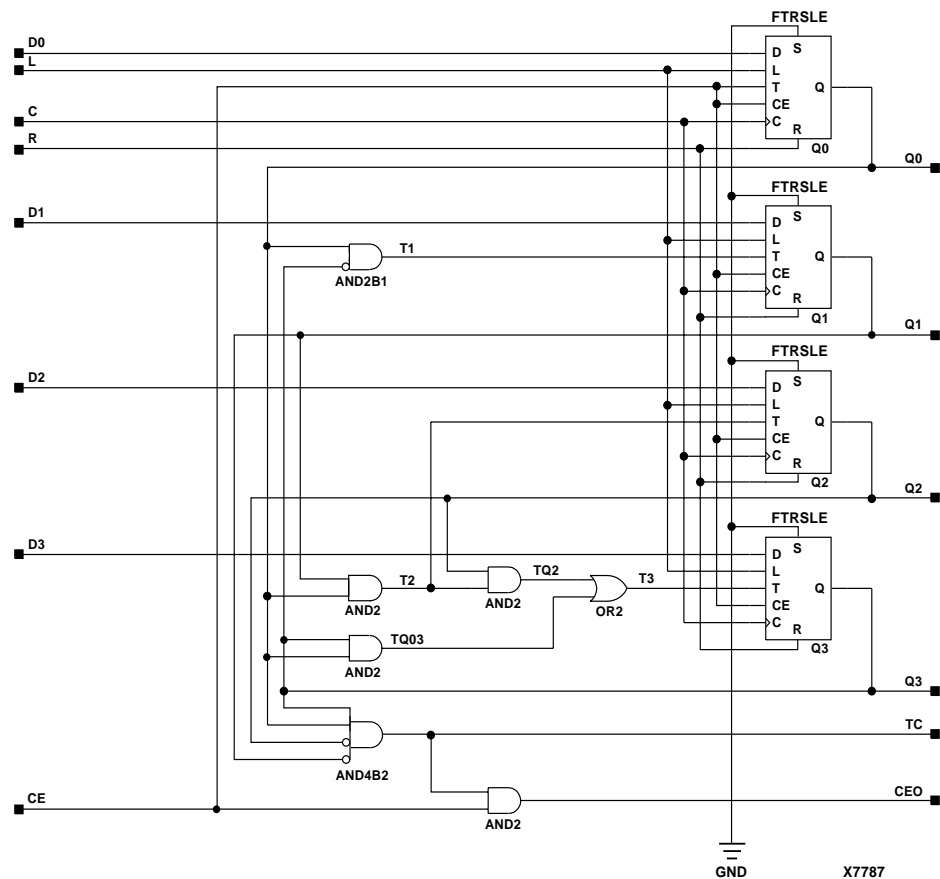 FTRSLE
D0
S
D
L
L
T
Q
CE
C
C
R
R
Q0
Q0
FTRSLE
D1
S
D
L
T1
T
Q
CE
AND2B1
C
R
Q1
Q1
FTRSLE
D2
S
D
L
T
Q
CE
C
R
Q2
Q2
FTRSLE
D3
S
D
T2
TQ2
T3
L
T
Q
AND2
AND2
OR2
CE
C
TQ03
R
Q3
AND2
Q3
TC
AND4B2
CE
CEO
AND2
GND
X7787